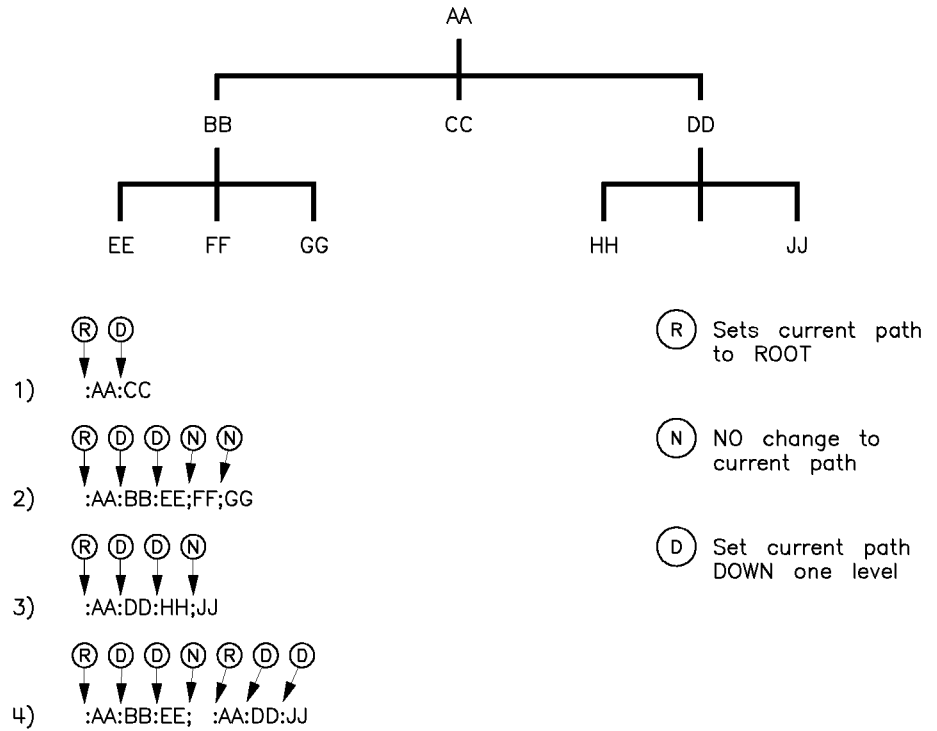 AA
BB CC DD
EE FF GG HH JJ
R D
1) :AA:CC
R D D N N
2) :AA:BB:EE;FF;GG
R D D N
3) :AA:DD:HH;JJ
R D D N R D D
4) :AA:BB:EE; :AA:DD:JJ
R Sets current path
to ROOT
N NO change to
current path
D Set current path
DOWN one level